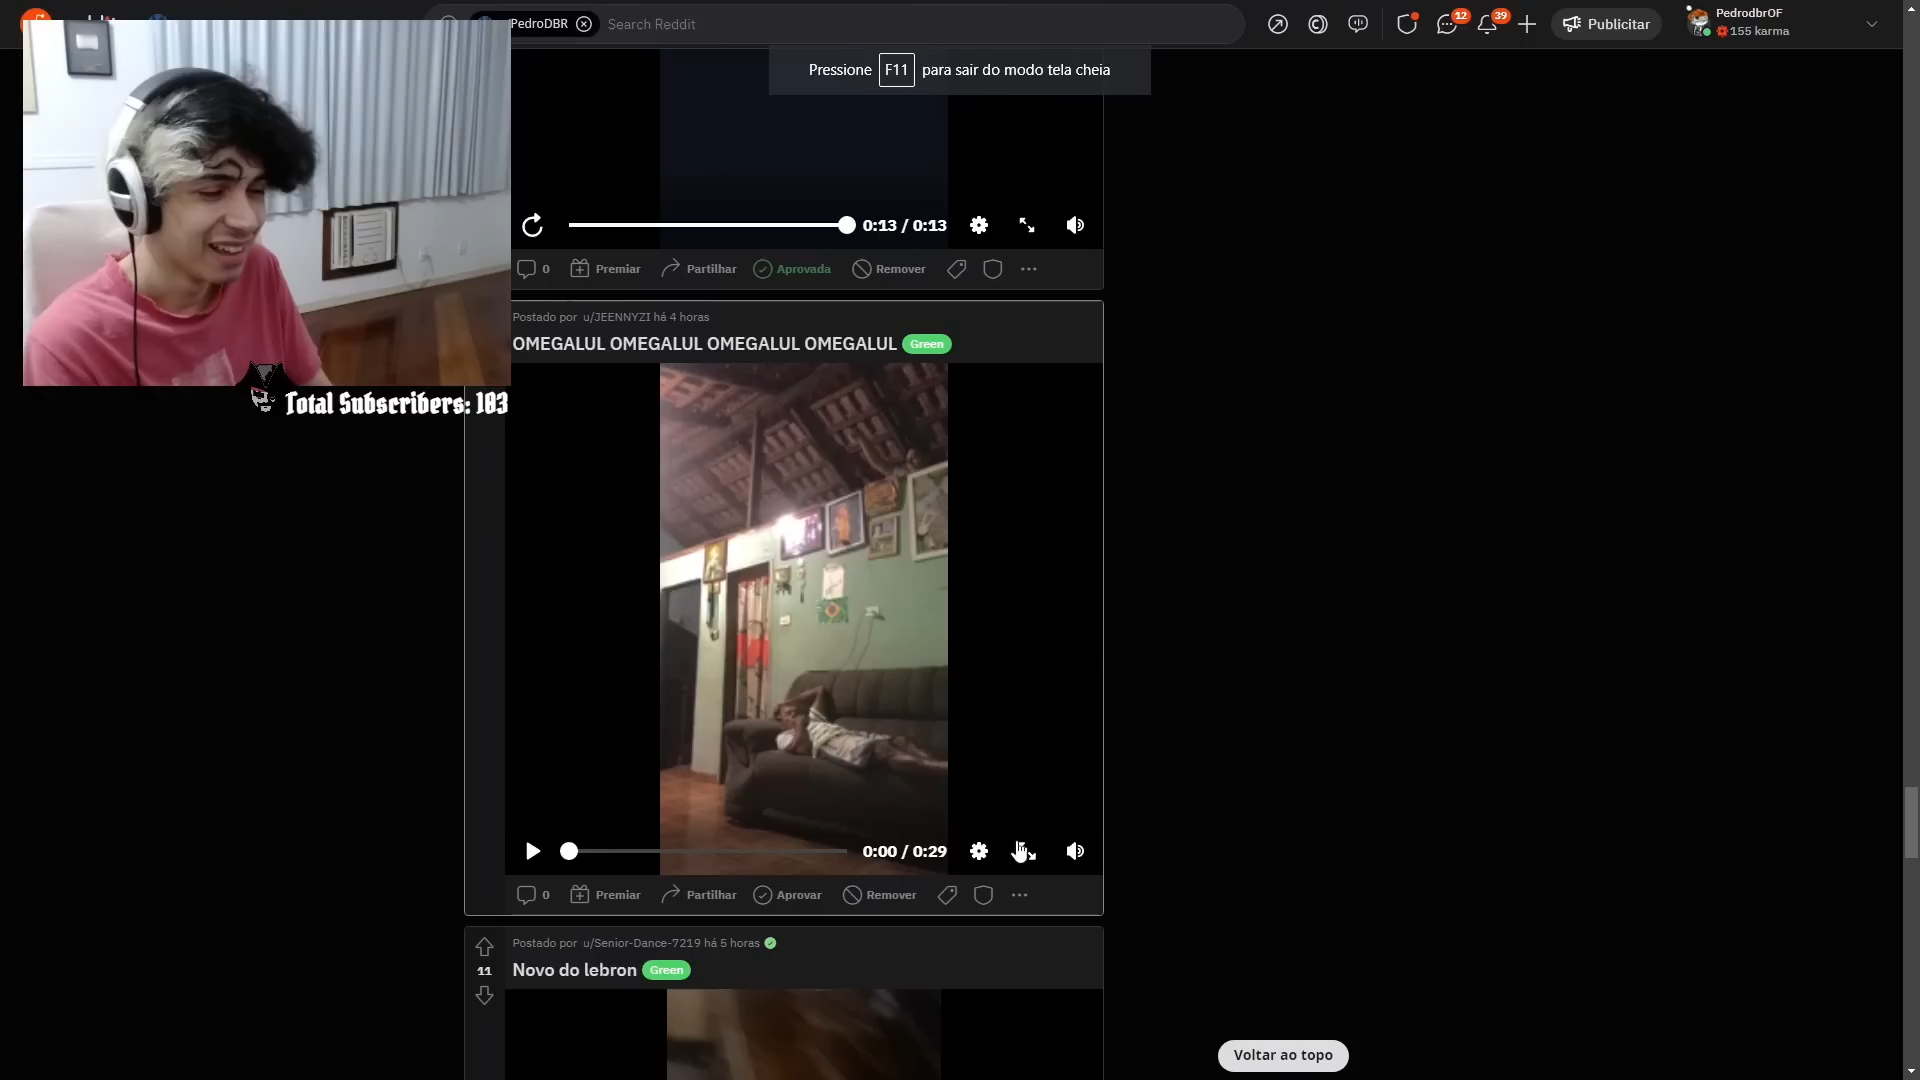 PedroDBR
Search Reddit
12
39
Publicitar
PedrodbrOF
155 karma
Pressione F11 para sair do modo tela cheia
0:13 / 0:13
0 Premiar Partilhar Aprovada Remover
Postado por u/JEENNYZI há 4 horas
OMEGALUL OMEGALUL OMEGALUL OMEGALUL Green
Total Subscribers: 183
0:00 / 0:29
0 Premiar Partilhar Aprovar Remover
Postado por u/Senior-Dance-7219 há 5 horas
11
Novo do lebron Green
Voltar ao topo